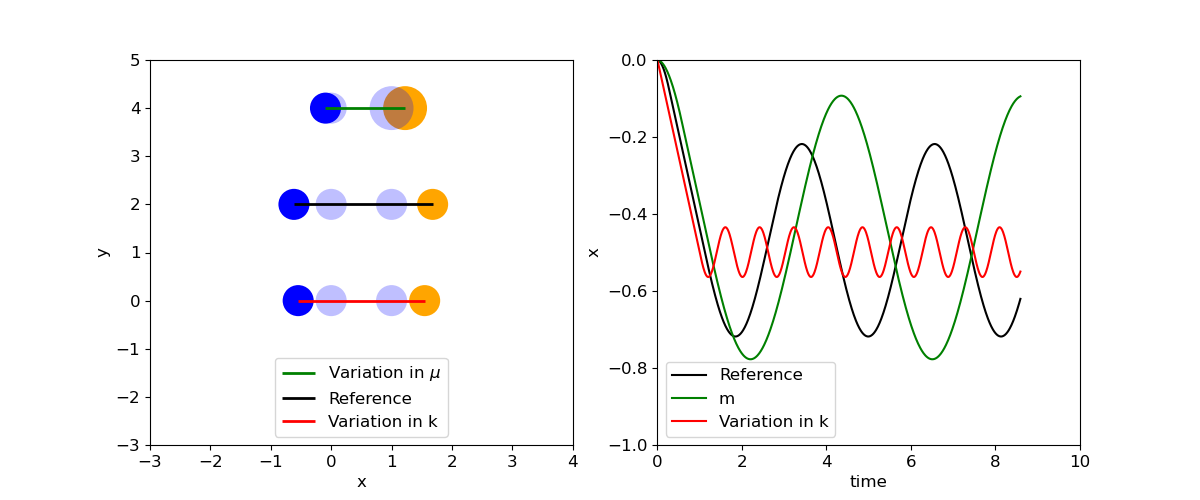 5
4
3
2
1
0
−1
−2
−3
y
−3 −2 −1 0 1 2 3 4
x
Variation in μ
Reference
Variation in k
0.0
−0.2
−0.4
−0.6
−0.8
−1.0
x
0 2 4 6 8 10
time
Reference
m
Variation in k